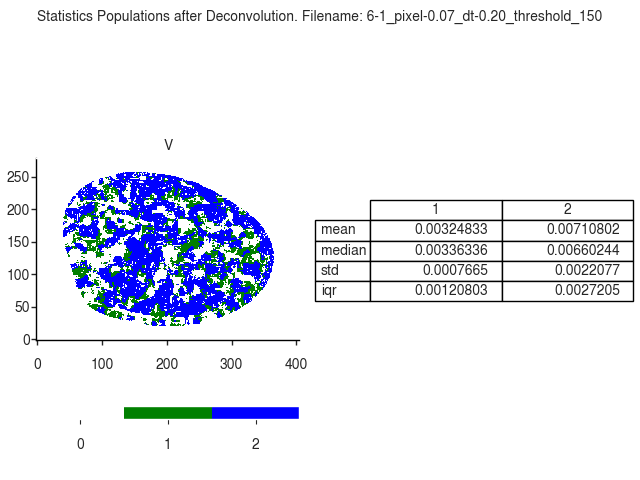 Statistics Populations after Deconvolution. Filename: 6-1_pixel-0.07_dt-0.20_threshold_150
V
250
200
150
100
50
0
0 100 200 300 400
1 2
mean 0.00324833 0.00710802
median 0.00336336 0.00660244
std 0.0007665 0.0022077
iqr 0.00120803 0.0027205
0 1 2